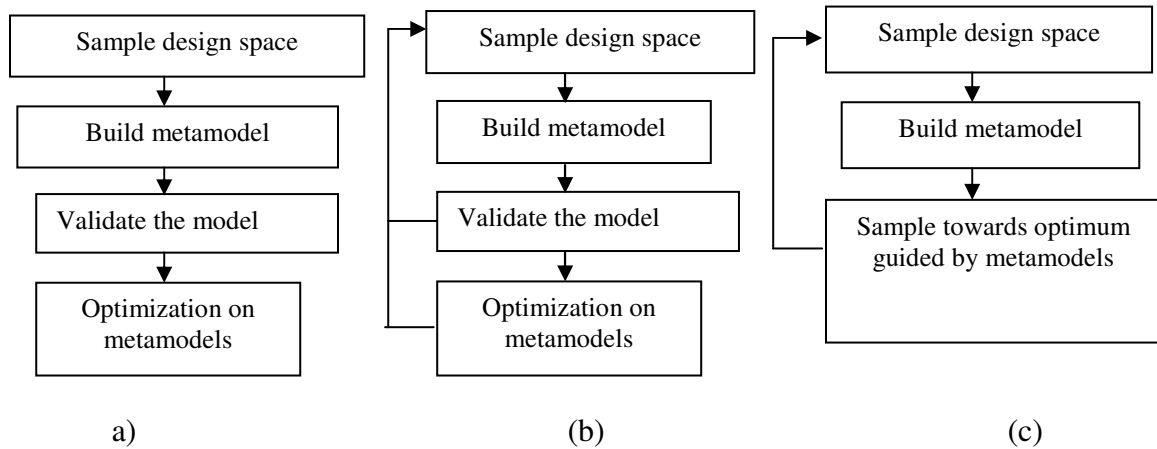 Sample design space
Build metamodel
Validate the model
Optimization on
metamodels
a)
Sample design space
Build metamodel
Validate the model
Optimization on
metamodels
(b)
Sample design space
Build metamodel
Sample towards optimum
guided by metamodels
(c)